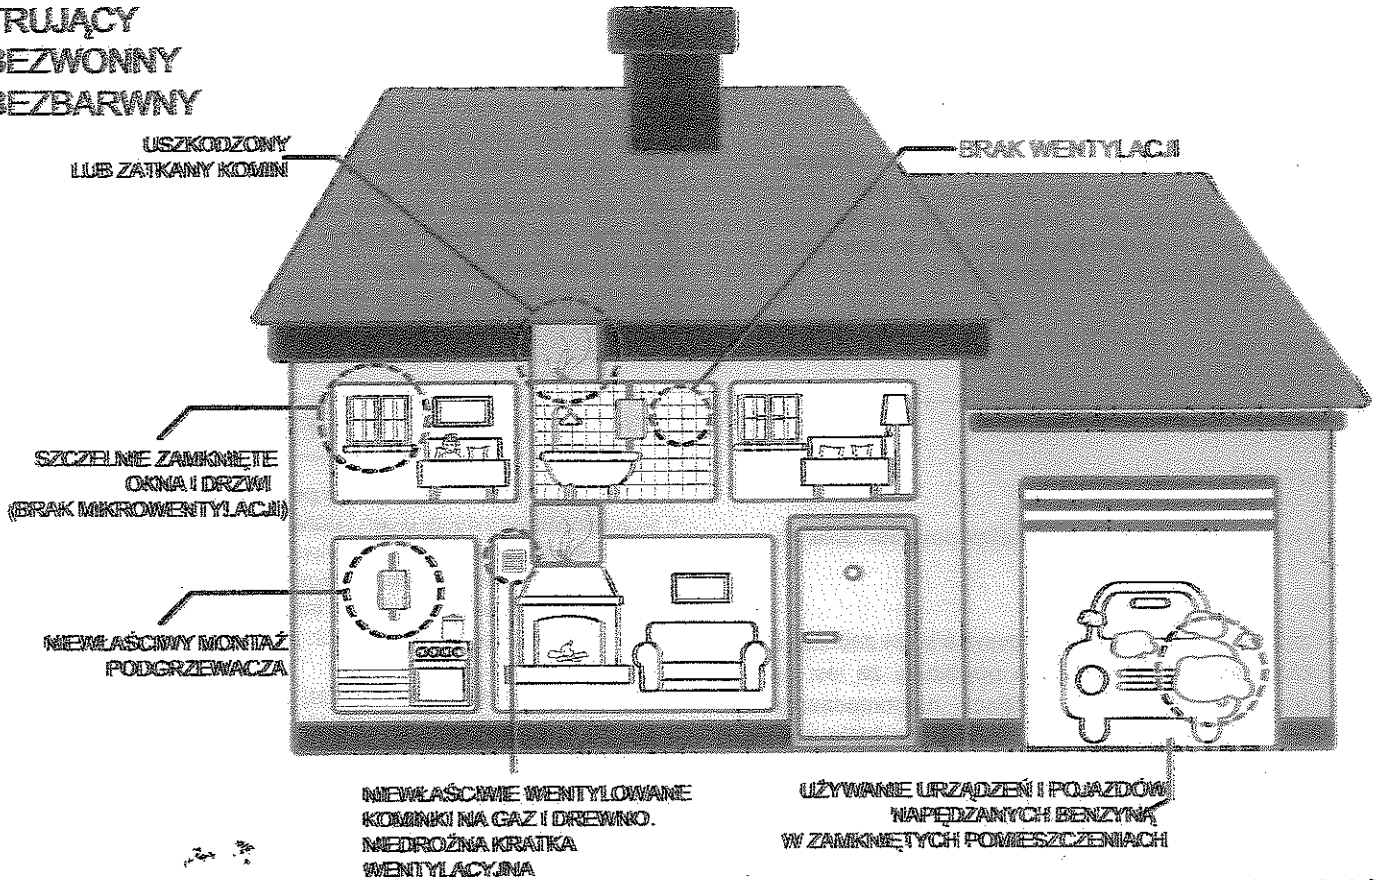 TRUJĄCY
BEZWONNY
BEZBARWNY
USZKODZONY
LUB ZATKANY KOMIN
BRAK WENTYLACJI
SZCZELNIE ZAMKNIĘTE
OKNA I DRZWI
(BRAK MIKROWENTYLACJI)
NIEWŁAŚCIWY MONTAŻ
PODGRZEWACZA
NIEWŁAŚCIWIE WENTYLOWANE
KOMINKI NA GAZ I DREWNO.
NIEDROŻNA KRATKA
WENTYLACYJNA
UŻYWANIE URZĄDZEŃ I POJAZDÓW
NAPĘDZANYCH BENZYNĄ
W ZAMKNIĘTYCH POMIESZCZENIACH